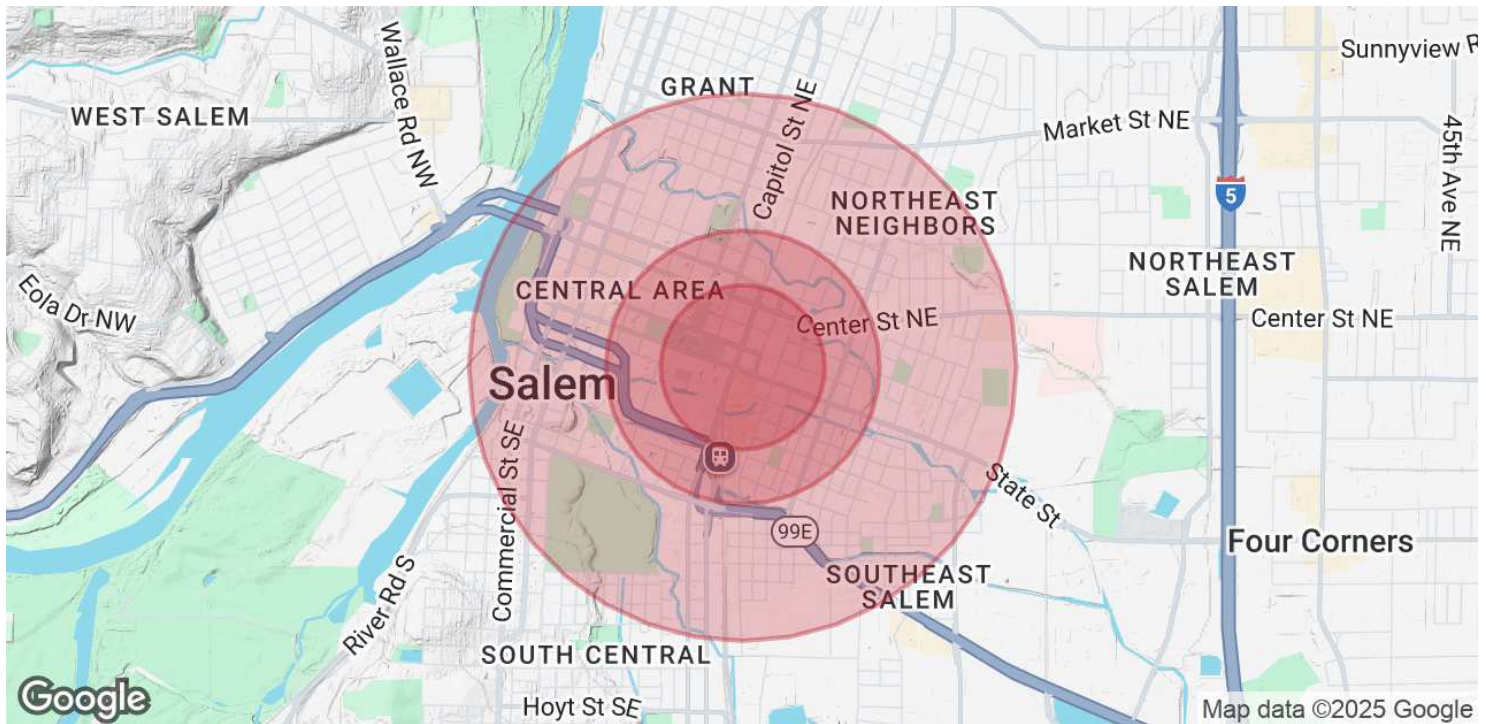 Sunnyview R
GRANT
WEST SALEM
Wallace Rd NW
Capitol St NE
Market St NE
45th Ave NE
5
NORTHEAST
NEIGHBORS
NORTHEAST
SALEM
Eola Dr NW
CENTRAL AREA
Center St NE
Center St NE
Salem
Commercial St SE
State St
99E
Four Corners
SOUTHEAST
SALEM
River Rd S
SOUTH CENTRAL
Hoyt St SE
Google
Map data ©2025 Google